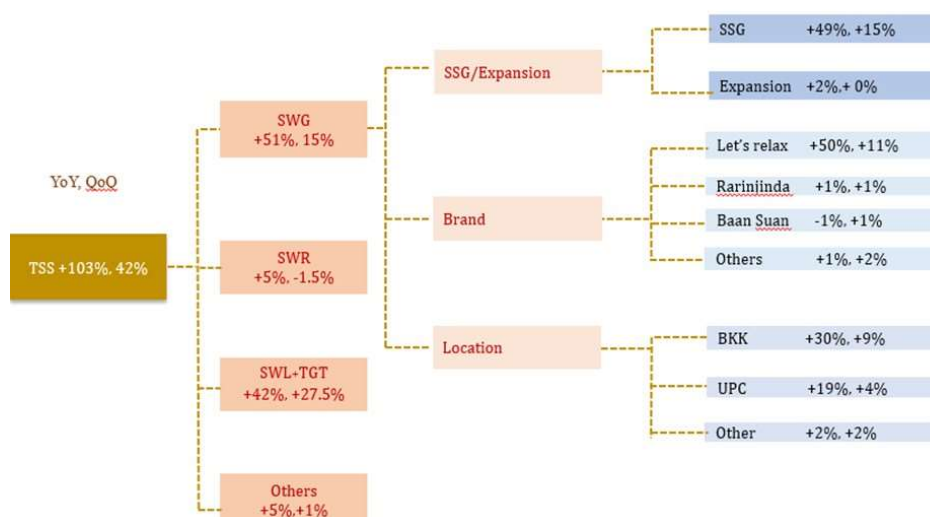 YoY, QoQ
TSS +103%, 42%
SWG
+51%, 15%
SWR
+5%, -1.5%
SWL+TGT
+42%, +27.5%
Others
+5%,+1%
SSG/Expansion
Brand
Location
SSG +49%, +15%
Expansion +2%,+ 0%
Let's relax +50%, +11%
Rarinjinda +1%, +1%
Baan Suan -1%, +1%
Others +1%, +2%
BKK +30%, +9%
UPC +19%, +4%
Other +2%, +2%